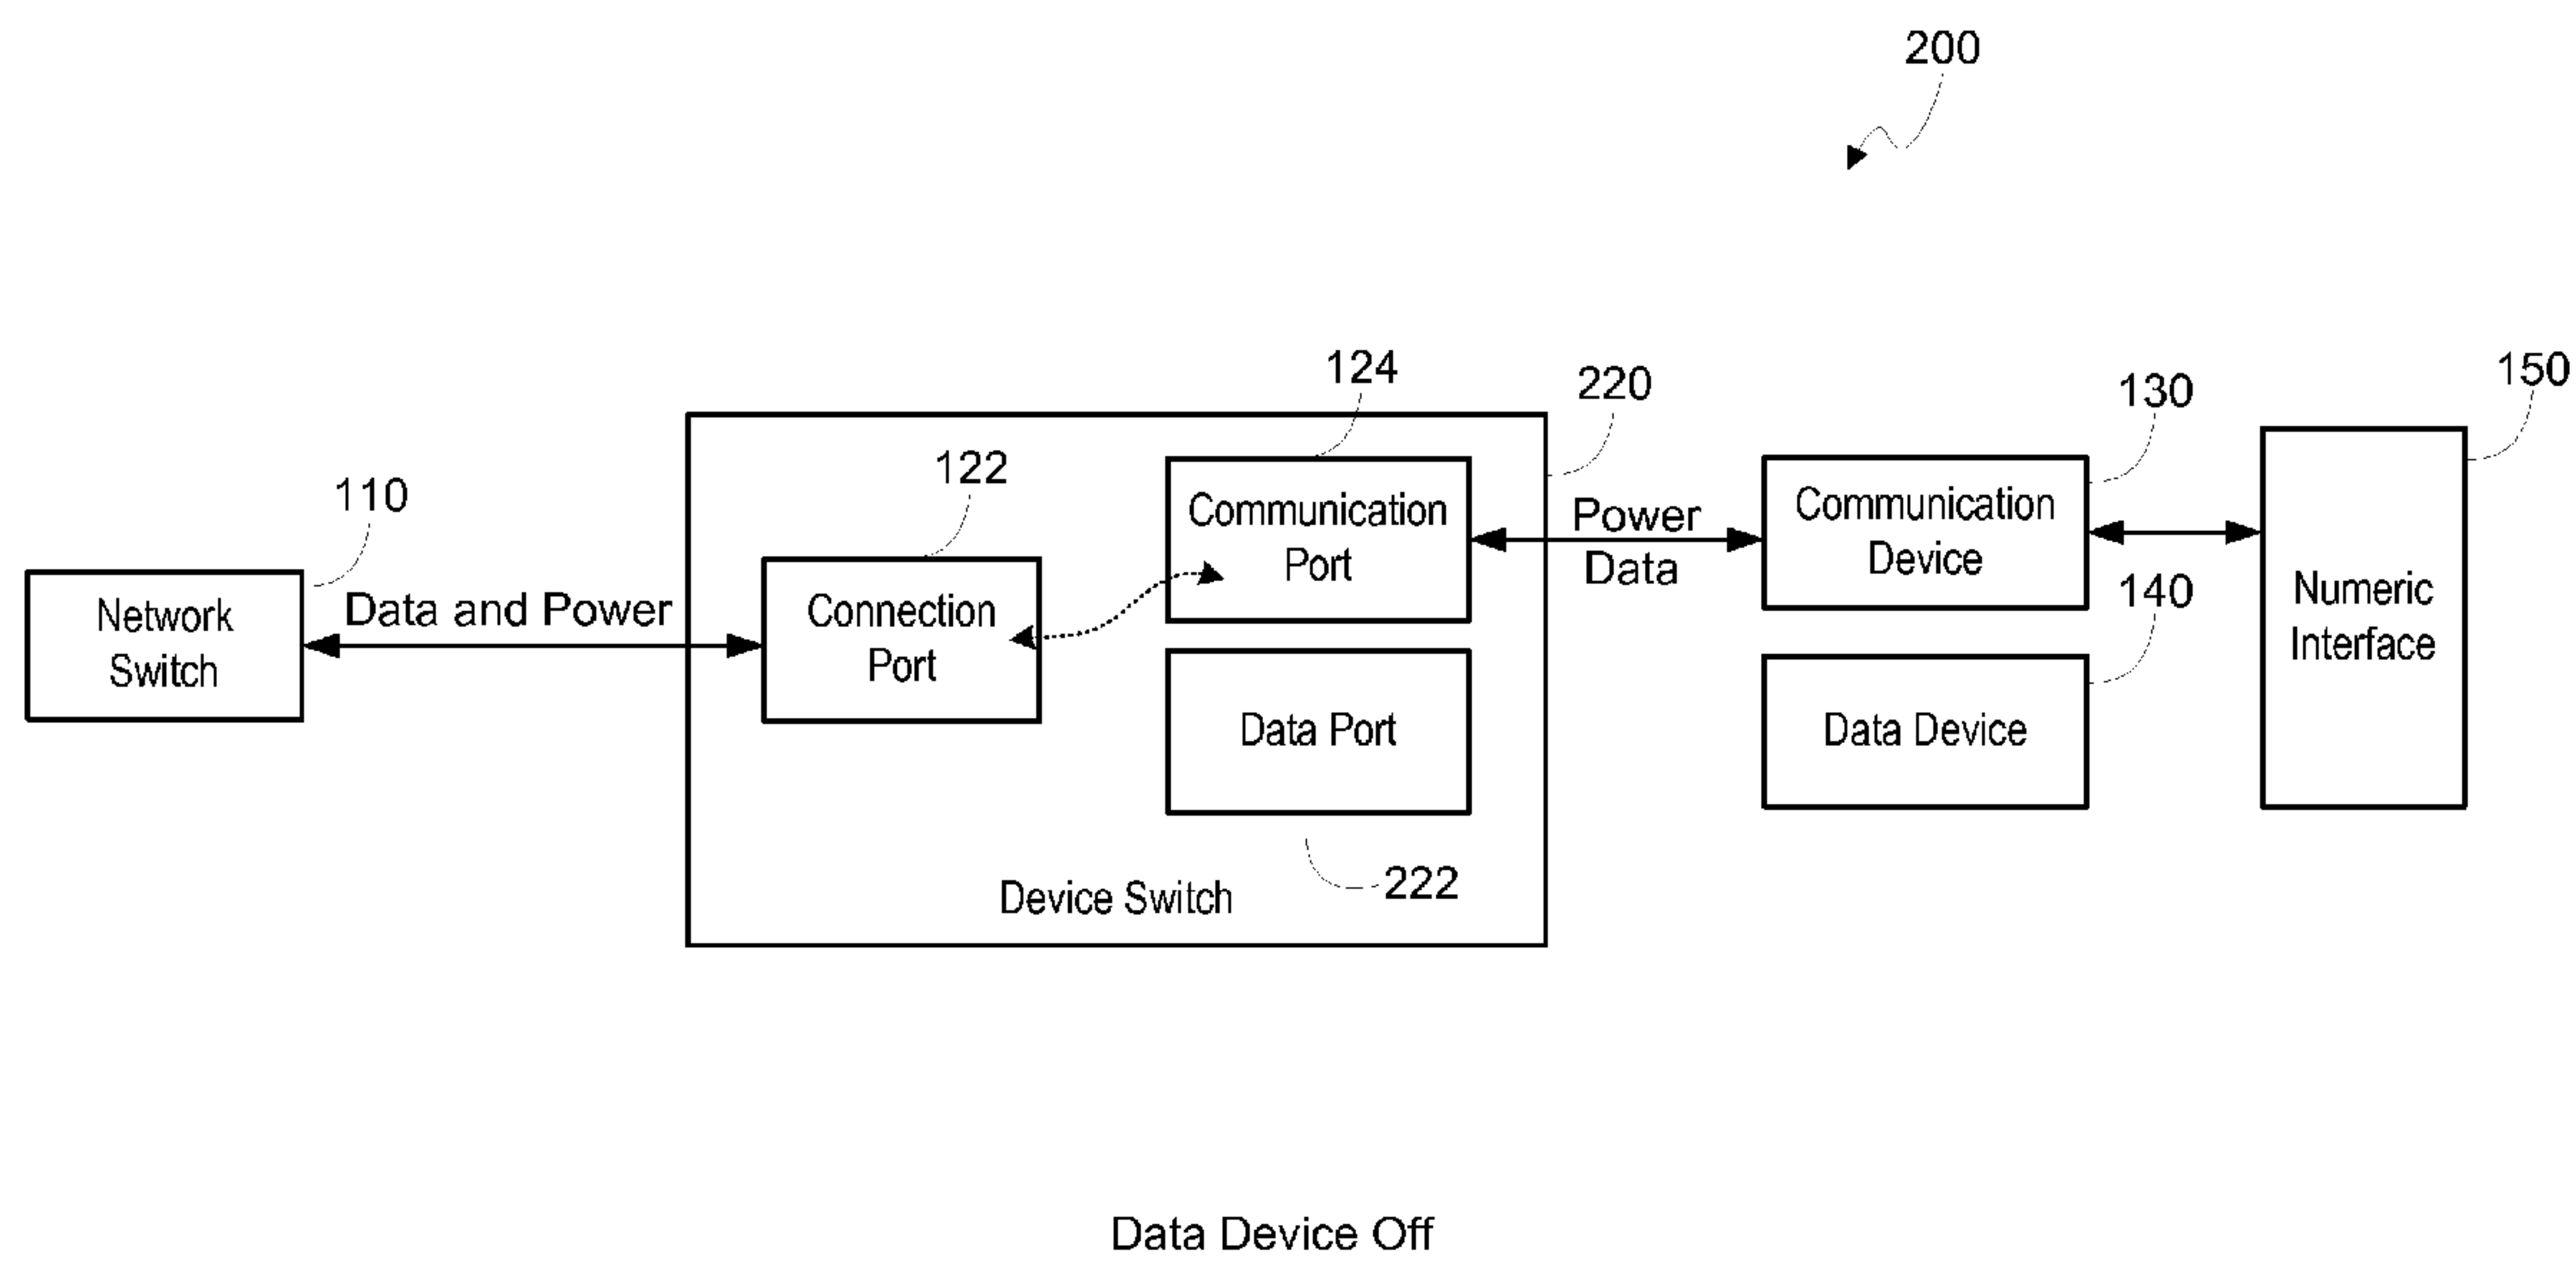 200
124
220
130
150
122
110
Communication
Port
Power
Data
Communication
Device
Network
Switch
Data and Power
Connection
Port
140
Numeric
Interface
Data Port
Data Device
Device Switch
222
Data Device Off